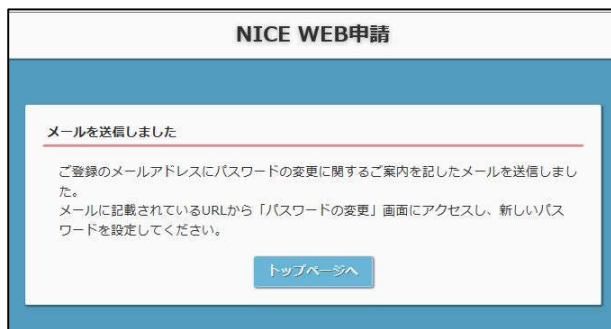 NICE WEB申請
メールを送信しました
ご登録のメールアドレスにパスワードの変更に関するご案内を記したメールを送信しまし
た。
メールに記載されているURLから「パスワードの変更」画面にアクセスし、新しいパス
ワードを設定してください。
トップページへ